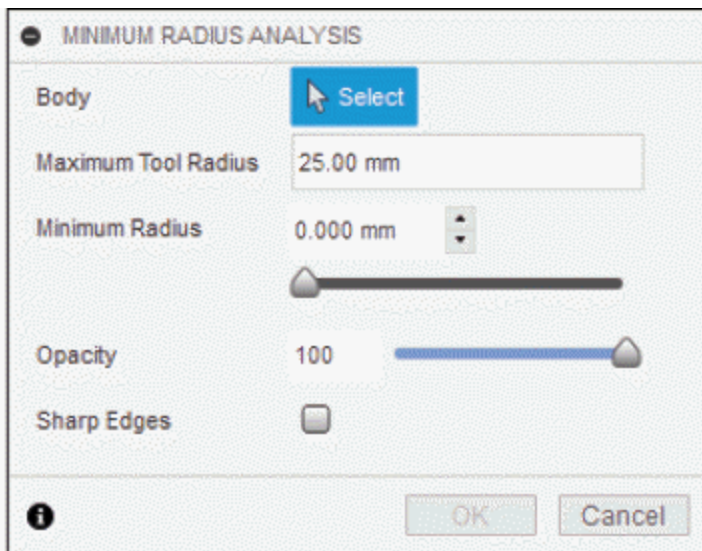 MINIMUM RADIUS ANALYSIS
Body Select
Maximum Tool Radius 25.00 mm
Minimum Radius 0.000 mm
Opacity 100
Sharp Edges
OK Cancel